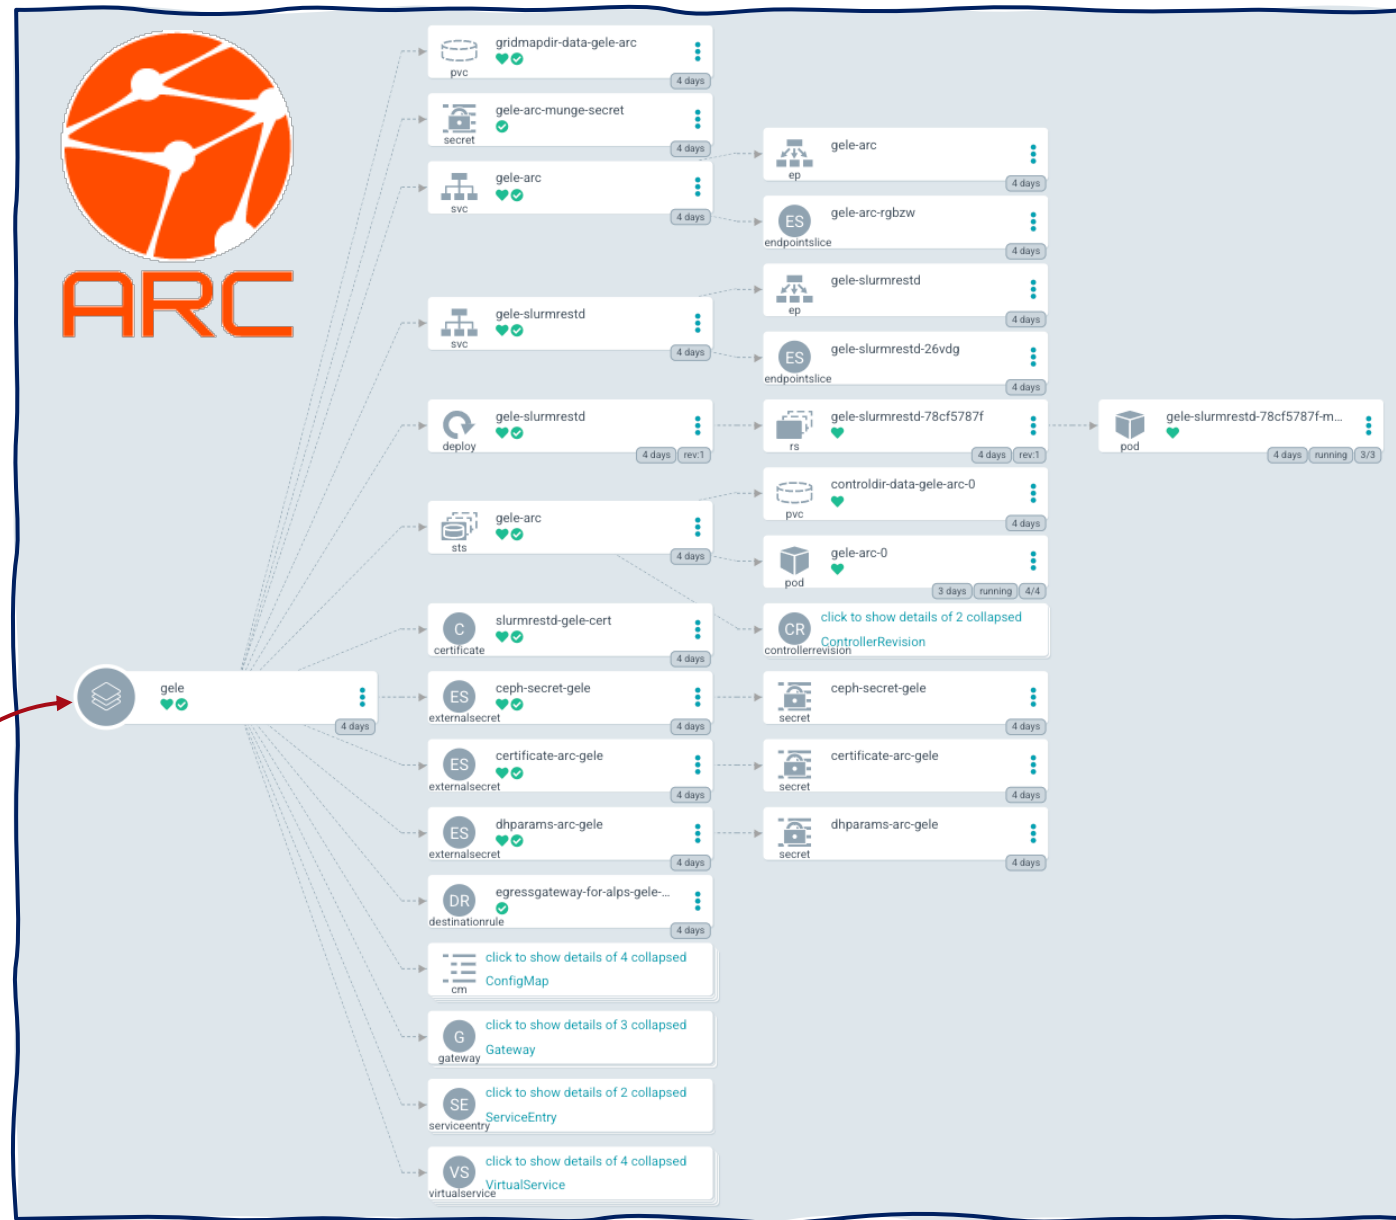 ARC
gele
4 days
gridmapdir-data-gele-arc
pvc
4 days
gele-arc-munge-secret
secret
4 days
gele-arc
svc
4 days
gele-slurmrestd
svc
4 days
gele-slurmrestd
deploy
4 days rev:1
gele-arc
sts
4 days
C
slurmrestd-gele-cert
certificate
4 days
ES
ceph-secret-gele
externalsecret
4 days
ES
certificate-arc-gele
externalsecret
4 days
ES
dhparams-arc-gele
externalsecret
4 days
DR
egressgateway-for-alps-gele-...
destinationrule
4 days
click to show details of 4 collapsed
ConfigMap
cm
G
click to show details of 3 collapsed
Gateway
gateway
SE
click to show details of 2 collapsed
ServiceEntry
serviceentry
VS
click to show details of 4 collapsed
VirtualService
virtualservice
gele-arc
ep
4 days
ES
gele-arc-rgbzw
endpointslice
4 days
gele-slurmrestd
ep
4 days
ES
gele-slurmrestd-26vdg
endpointslice
4 days
gele-slurmrestd-78cf5787f
rs
4 days rev:1
controldir-data-gele-arc-0
pvc
4 days
gele-arc-0
pod
3 days running 4/4
CR
click to show details of 2 collapsed
ControllerRevision
controllerrevision
ceph-secret-gele
secret
4 days
certificate-arc-gele
secret
4 days
dhparams-arc-gele
secret
4 days
gele-slurmrestd-78cf5787f-m...
pod
4 days running 3/3